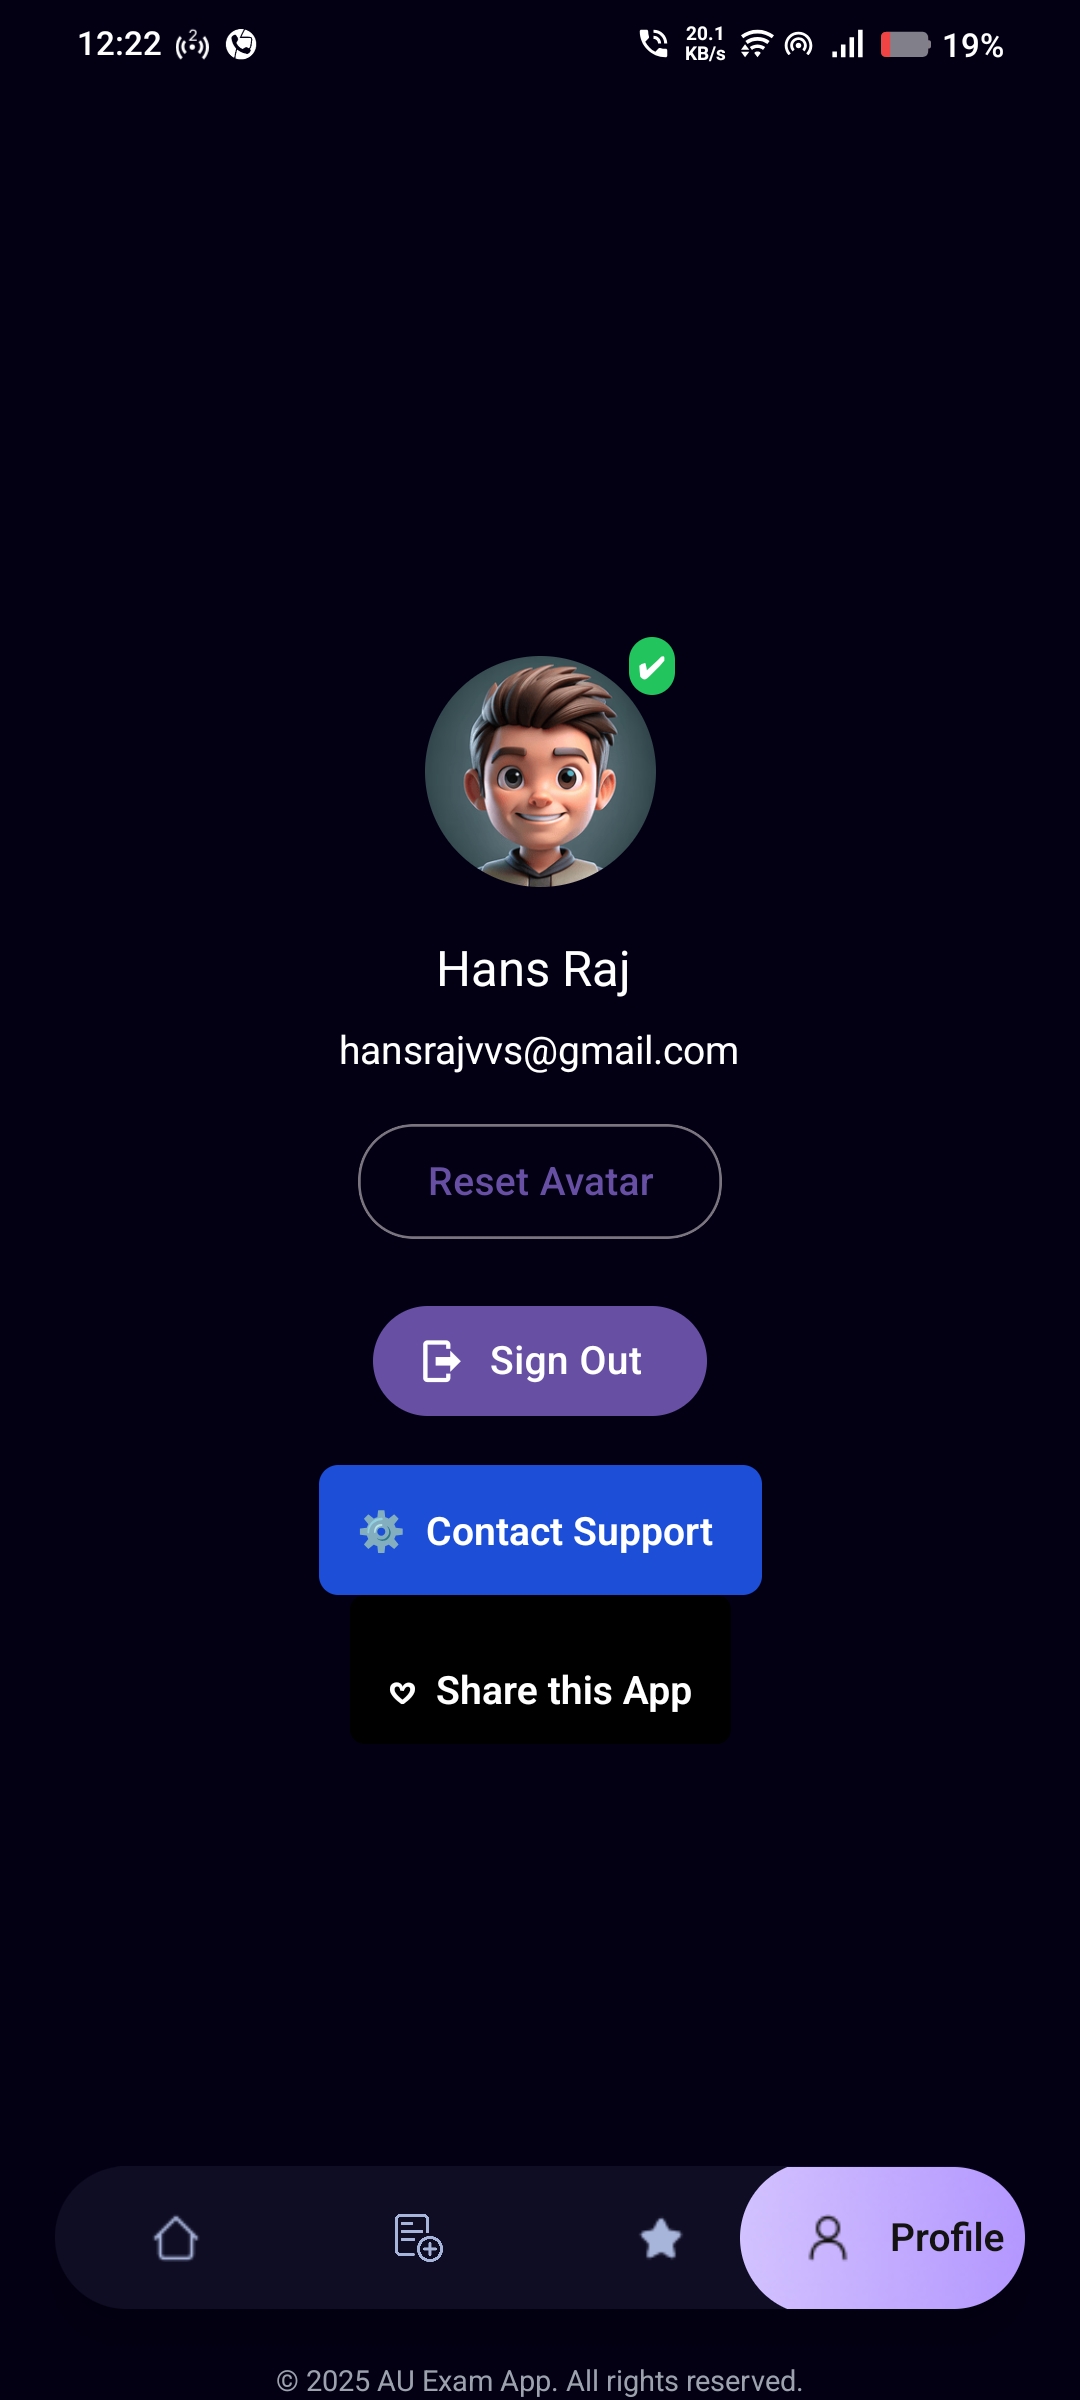 12:22
2
20.1
KB/s
19%
Hans Raj
hansrajvvs@gmail.com
Reset Avatar
Sign Out
Contact Support
Share this App
Profile
© 2025 AU Exam App. All rights reserved.